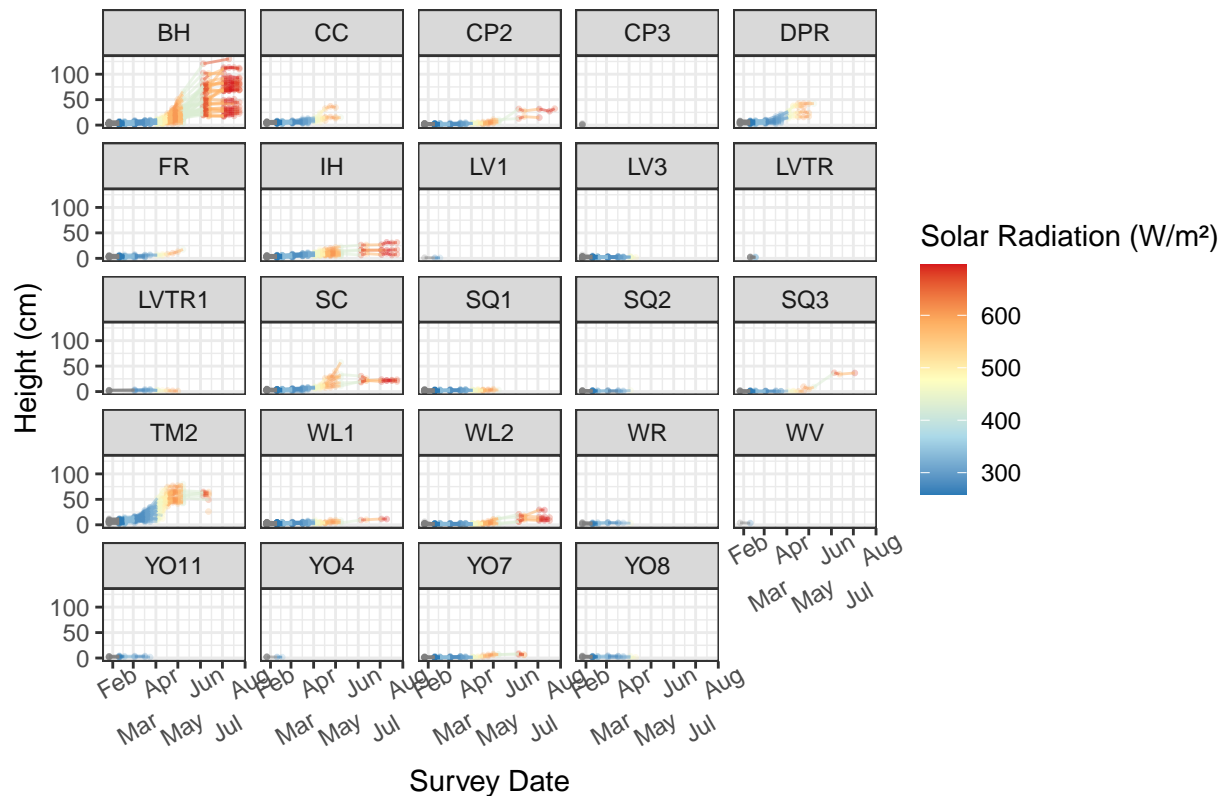 BH CC CP2 CP3 DPR
100
50
0
FR IH LV1 LV3 LVTR
100
50
0
LVTR1 SC SQ1 SQ2 SQ3
100
50
0
TM2 WL1 WL2 WR WV
100
50
0
Feb Mar Apr May Jun Jul Aug
YO11 YO4 YO7 YO8
100
50
0
Feb Mar Apr May Jun Jul Aug
Feb Mar Apr May Jun Jul Aug
Feb Mar Apr May Jun Jul Aug
Feb Mar Apr May Jun Jul Aug
Height (cm)
Survey Date
Solar Radiation (W/m²)
600
500
400
300